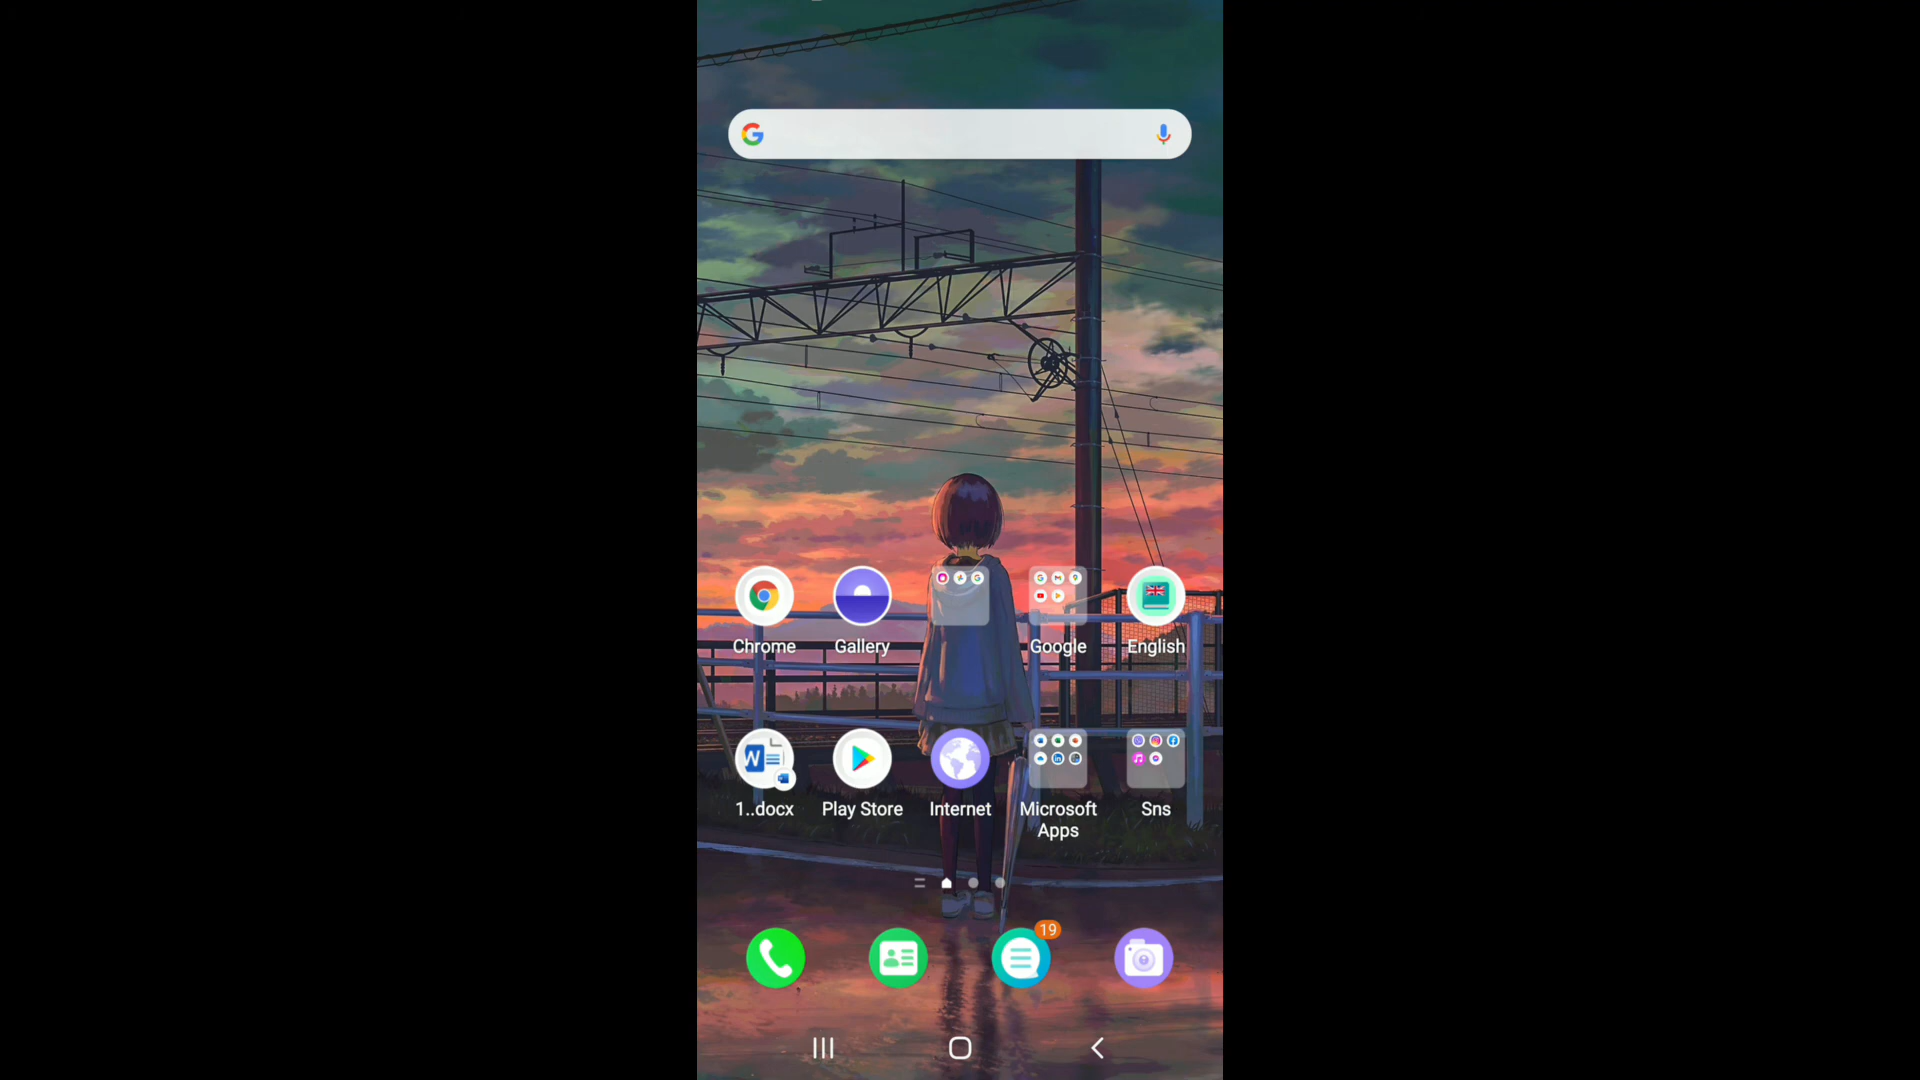 Chrome
Gallery
Google
English
1..docx
Play Store
Internet
Microsoft
Apps
Sns
19